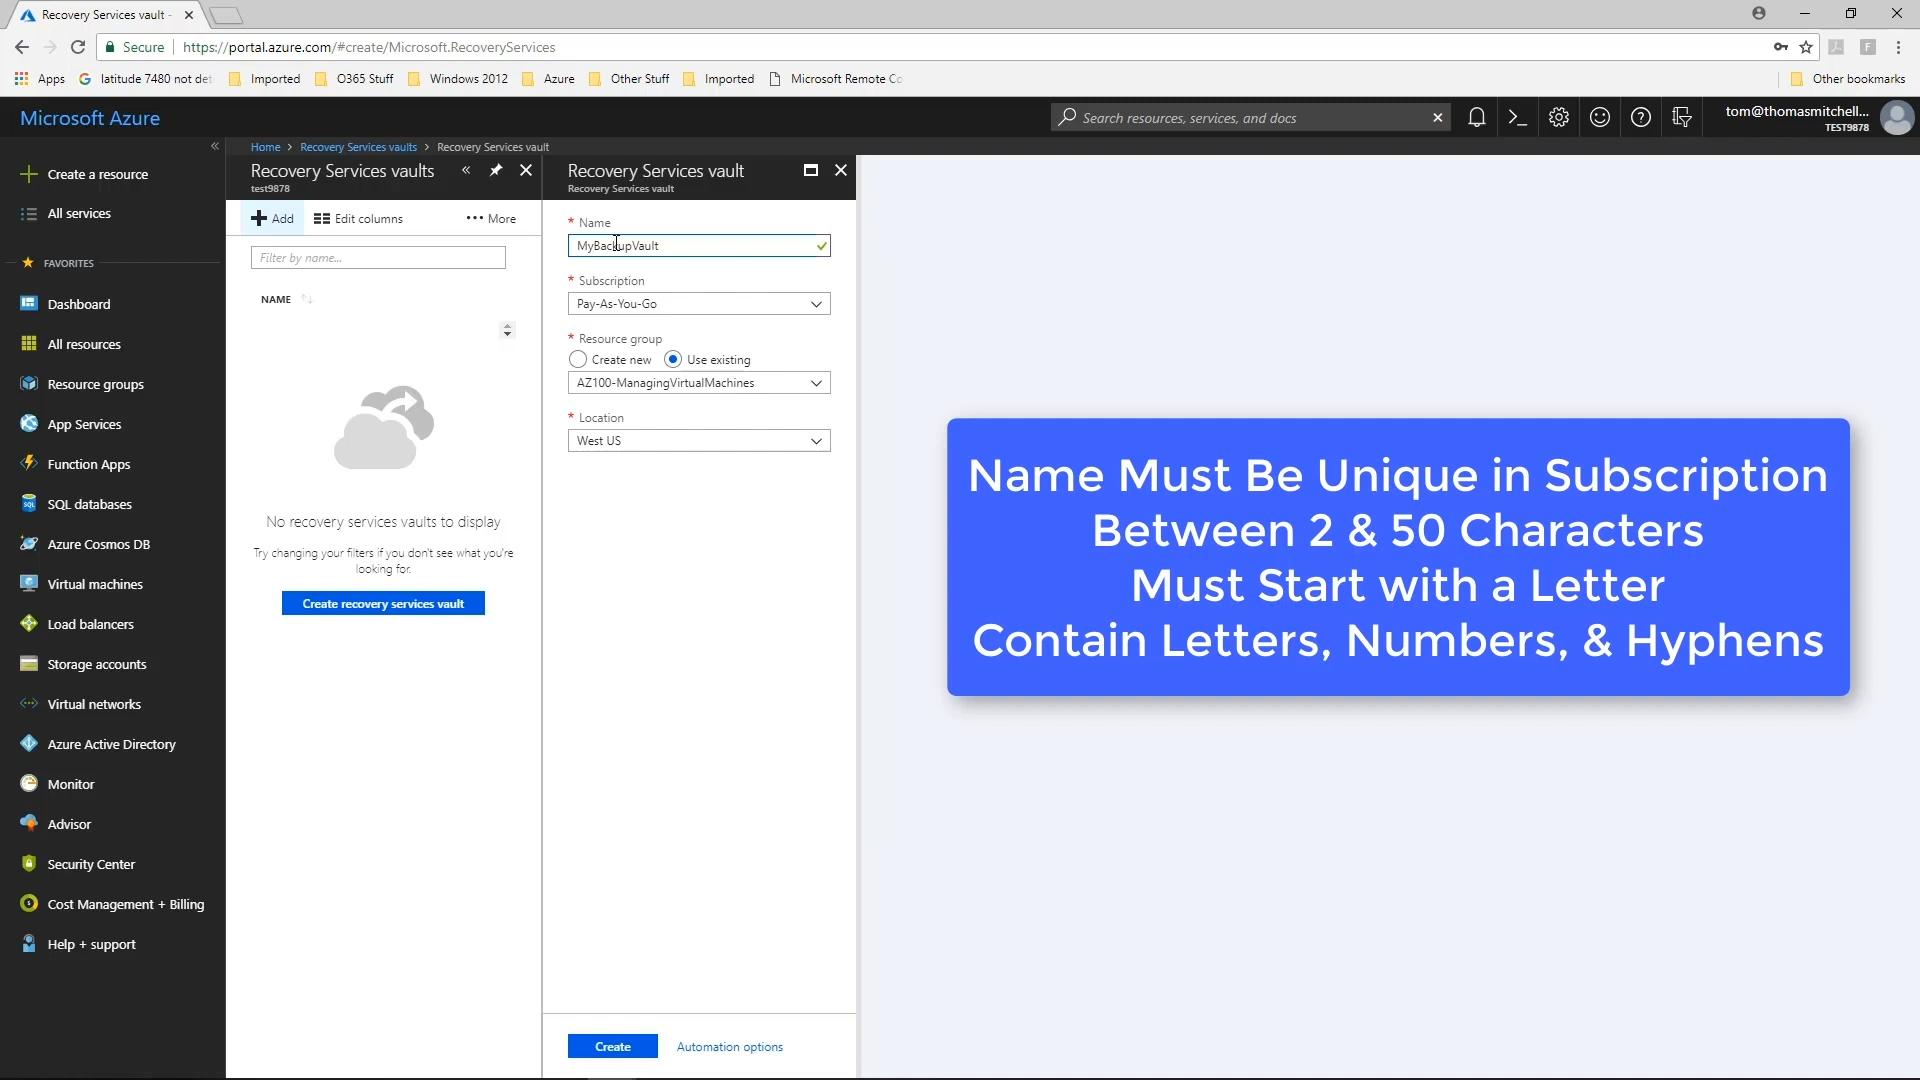 Recovery Services vault -
Secure
https://portal.azure.com/#create/Microsoft.RecoveryServices
Apps
latitude 7480 not det
Imported
O365 Stuff
Windows 2012
Azure
Other Stuff
Imported
Microsoft Remote Co
Other bookmarks
Microsoft Azure
Search resources, services, and docs
tom@thomasmitchell...
TEST9878
Home > Recovery Services vaults > Recovery Services vault
Create a resource
All services
FAVORITES
Dashboard
All resources
Resource groups
App Services
Function Apps
SQL databases
Azure Cosmos DB
Virtual machines
Load balancers
Storage accounts
Virtual networks
Azure Active Directory
Monitor
Advisor
Security Center
Cost Management + Billing
Help + support
Recovery Services vaults
test9878
Add
Edit columns
More
Filter by name...
NAME
No recovery services vaults to display
Try changing your filters if you don't see what you're
looking for.
Create recovery services vault
Recovery Services vault
Recovery Services vault
* Name
MyBackupVault
* Subscription
Pay-As-You-Go
* Resource group
Create new
Use existing
AZ100-ManagingVirtualMachines
* Location
West US
Create
Automation options
Name Must Be Unique in Subscription
Between 2 & 50 Characters
Must Start with a Letter
Contain Letters, Numbers, & Hyphens